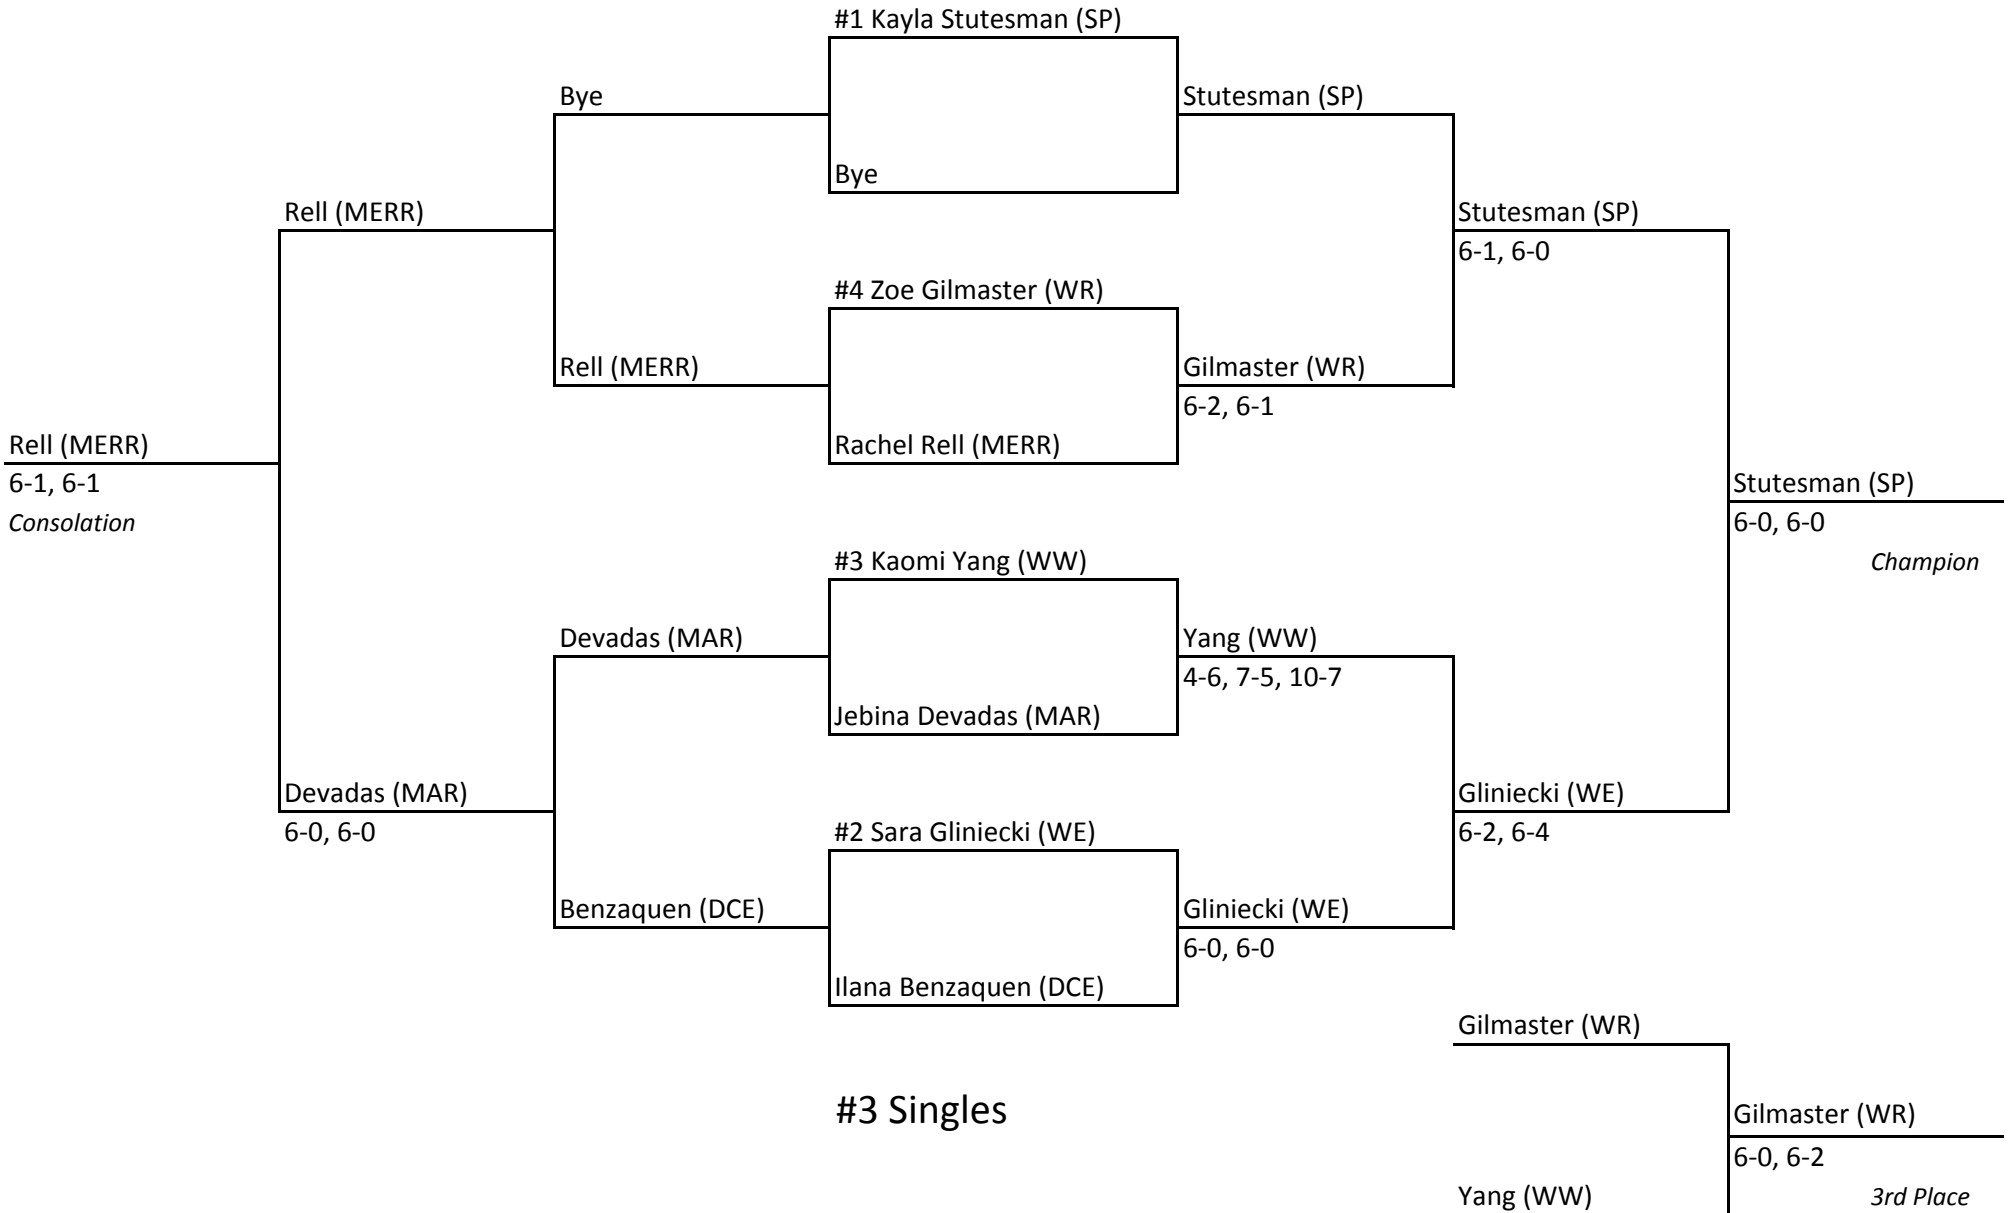 #1 Kayla Stutesman (SP)
Bye
Stutesman (SP)
Bye
Rell (MERR)
Stutesman (SP)
6-1, 6-0
#4 Zoe Gilmaster (WR)
Rell (MERR)
Gilmaster (WR)
6-2, 6-1
Rell (MERR)
Rachel Rell (MERR)
6-1, 6-1
Stutesman (SP)
Consolation
6-0, 6-0
#3 Kaomi Yang (WW)
Champion
Devadas (MAR)
Yang (WW)
4-6, 7-5, 10-7
Jebina Devadas (MAR)
Devadas (MAR)
Gliniecki (WE)
6-0, 6-0
#2 Sara Gliniecki (WE)
6-2, 6-4
Benzaquen (DCE)
Gliniecki (WE)
6-0, 6-0
Ilana Benzaquen (DCE)
Gilmaster (WR)
#3 Singles
Gilmaster (WR)
6-0, 6-2
Yang (WW)
3rd Place